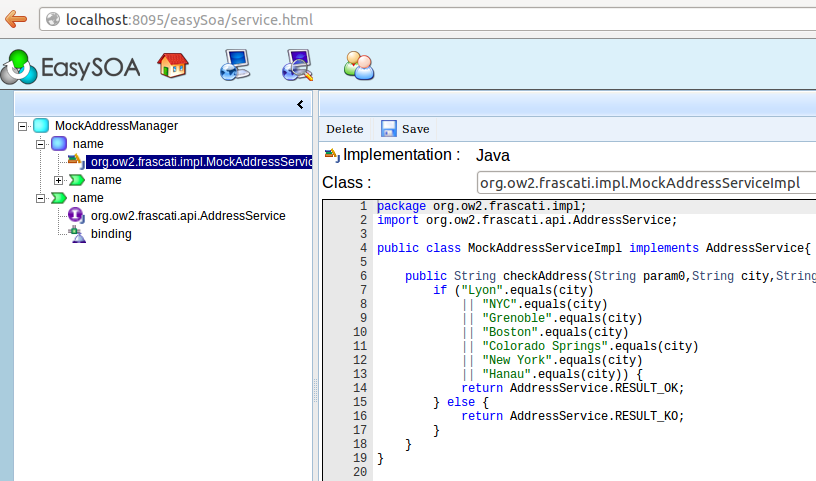 localhost:8095/easySoa/service.html
EasySOA
Delete Save
MockAddressManager
name
org.ow2.frascati.impl.MockAddressServic
name
name
org.ow2.frascati.api.AddressService
binding
Implementation : Java
Class : org.ow2.frascati.impl.MockAddressServiceImpl
1 package org.ow2.frascati.impl;
2 import org.ow2.frascati.api.AddressService;
3
4 public class MockAddressServiceImpl implements AddressService{
5
6 public String checkAddress(String param0,String city,String
7 if ("Lyon".equals(city)
8 || "NYC".equals(city)
9 || "Grenoble".equals(city)
10 || "Boston".equals(city)
11 || "Colorado Springs".equals(city)
12 || "New York".equals(city)
13 || "Hanau".equals(city)) {
14 return AddressService.RESULT_OK;
15 } else {
16 return AddressService.RESULT_KO;
17 }
18 }
19 }
20